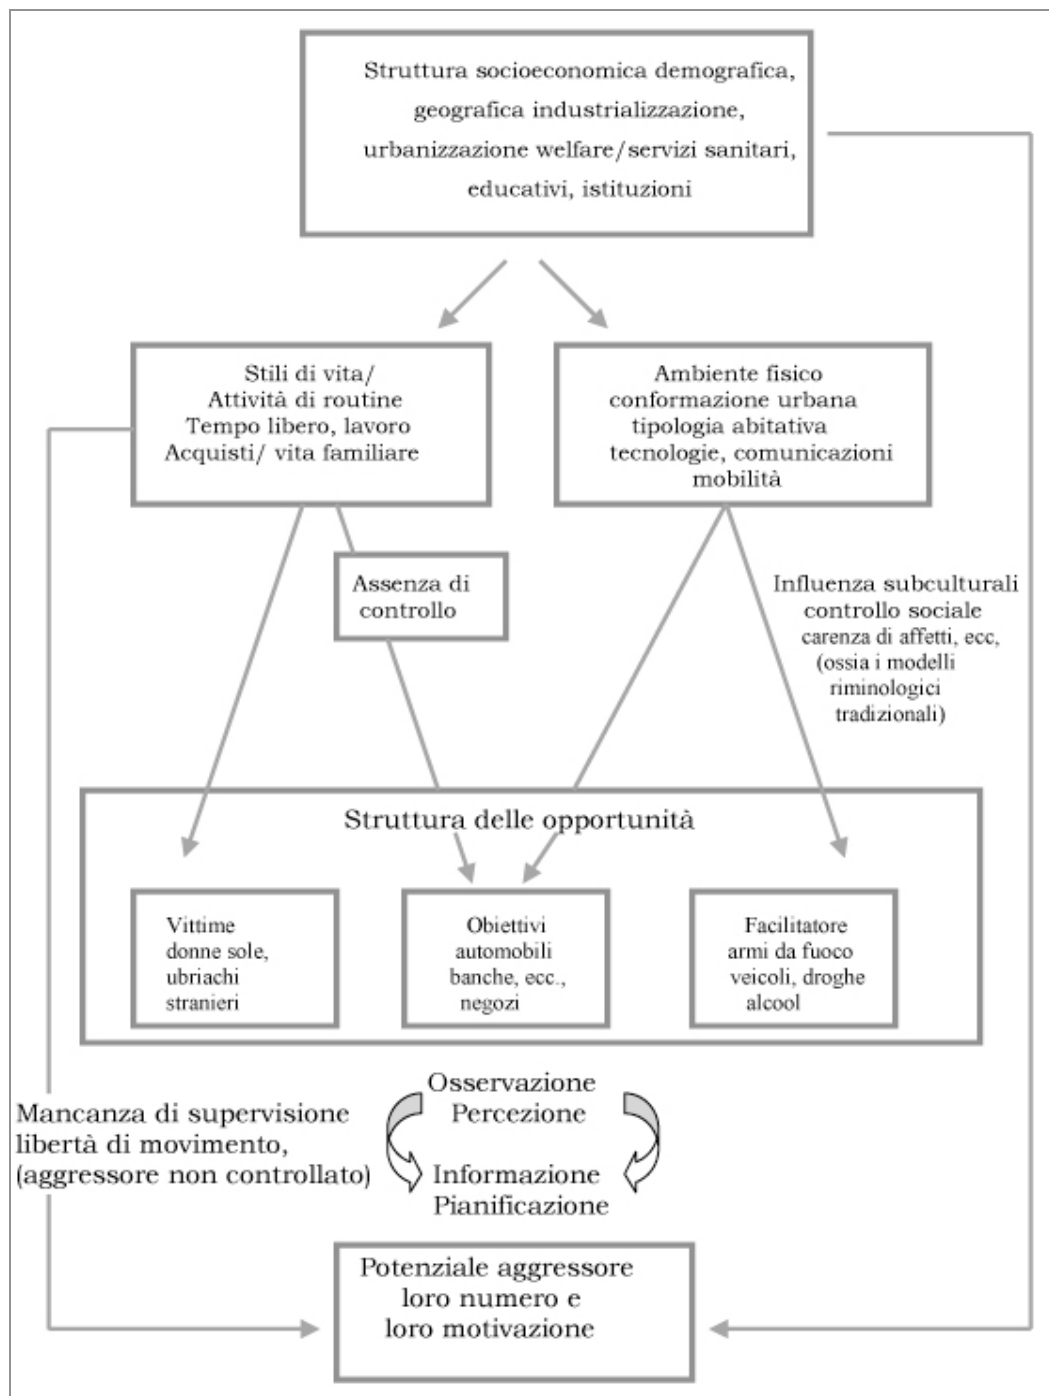 Struttura socioeconomica demografica,
geografica industrializzazione,
urbanizzazione welfare/servizi sanitari,
educativi, istituzioni
Stili di vita/
Attività di routine
Tempo libero, lavoro
Acquisti/ vita familiare
Ambiente fisico
conformazione urbana
tipologia abitativa
tecnologie, comunicazioni
mobilità
Assenza di
controllo
Influenza subculturali
controllo sociale
carenza di affetti, ecc,
(ossia i modelli
riminologici
tradizionali)
Struttura delle opportunità
Vittime
donne sole,
ubriachi
stranieri
Obiettivi
automobili
banche, ecc.,
negozi
Facilitatore
armi da fuoco
veicoli, droghe
alcool
Mancanza di supervisione
libertà di movimento,
(aggressore non controllato)
Osservazione
Percezione
Informazione
Pianificazione
Potenziale aggressore
loro numero e
loro motivazione